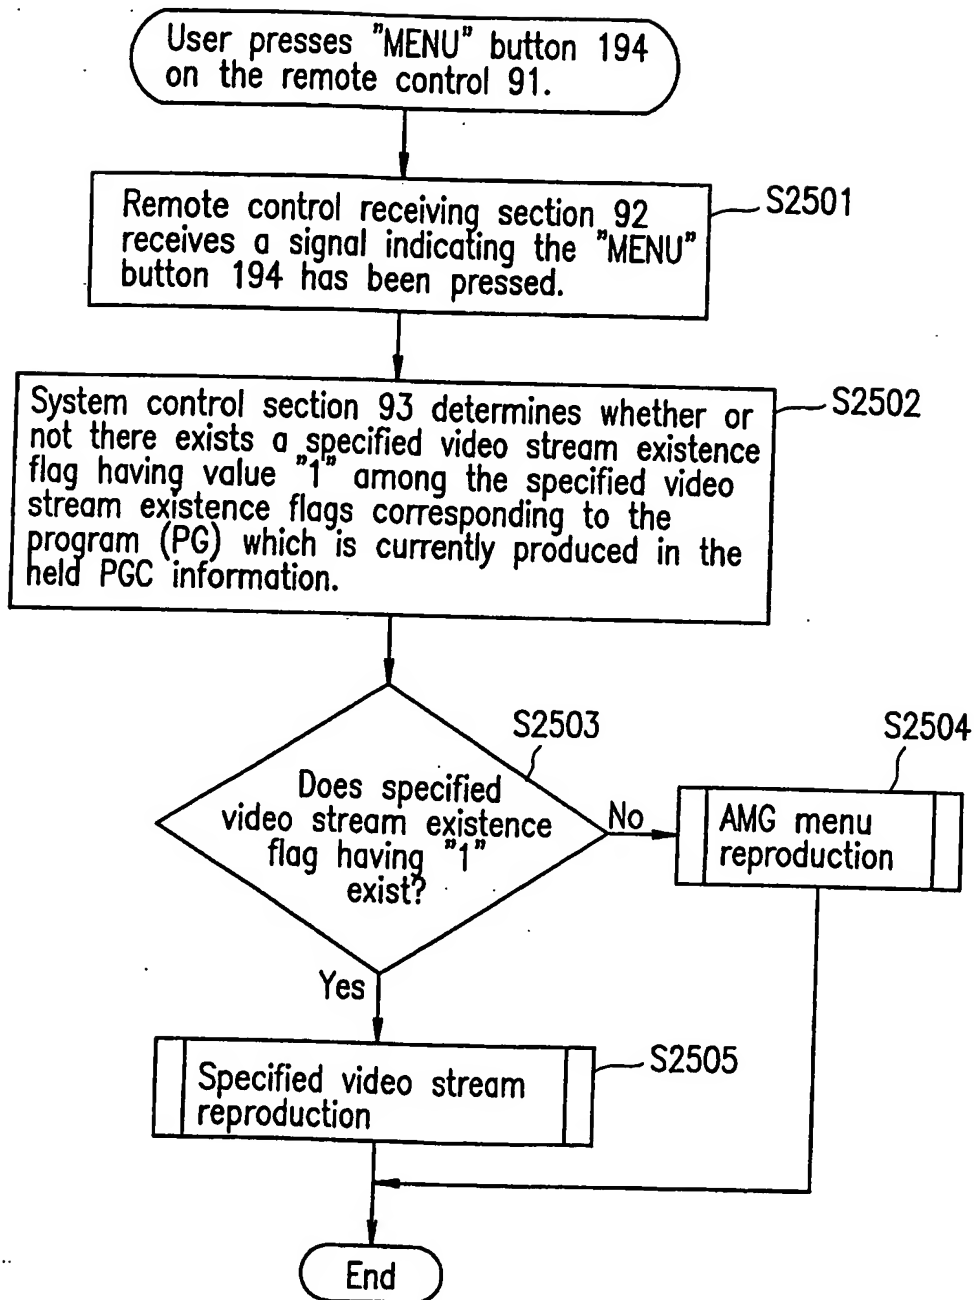 User presses "MENU" button 194
on the remote control 91.
Remote control receiving section 92
receives a signal indicating the "MENU"
button 194 has been pressed.
S2501
System control section 93 determines whether or
not there exists a specified video stream existence
flag having value "1" among the specified video
stream existence flags corresponding to the
program (PG) which is currently produced in the
held PGC information.
S2502
S2503
Does specified
video stream existence
flag having "1"
exist?
No
S2504
AMG menu
reproduction
Yes
Specified video stream
reproduction
S2505
End